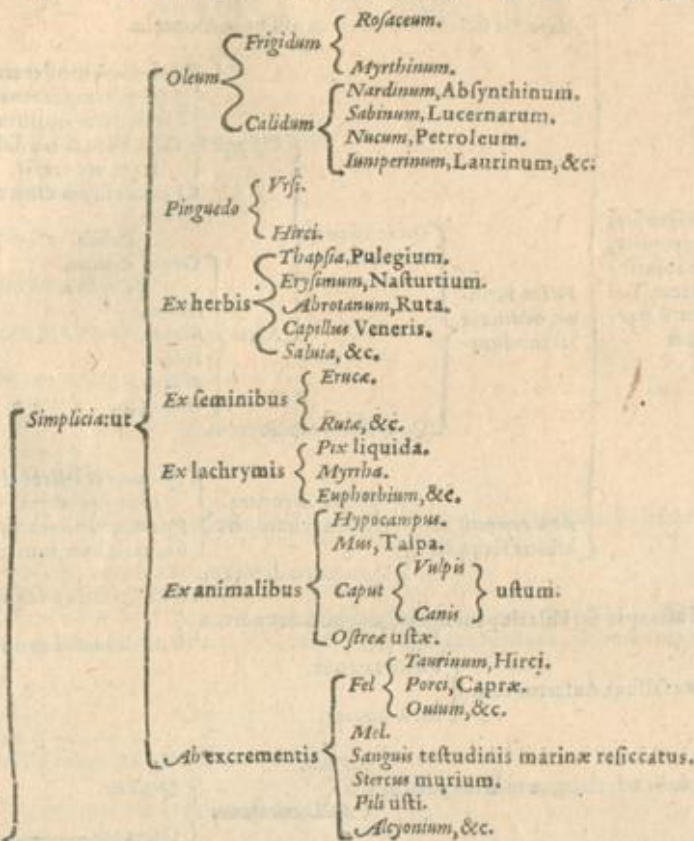 Rosaceum.
Frigidum
Myrthinum.
Oleum
Nardinum, Absynthinum.
Calidum
Sabinum, Lucernarum.
Nucum, Petroleum.
Iuniperinum, Laurinum, &c.
Vrsi.
Pinguedo
Hirci.
Thapsia, Pulegium.
Erysimum, Nasturtium.
Ex herbis
Abrotanum, Ruta.
Capillus Veneris.
Saluia, &c.
Erucæ.
Ex seminibus
Simplicia: ut
Rutæ, &c.
Pix liquida.
Ex lachrymis
Myrrha.
Euphorbium, &c.
Hypocampus.
Mus, Talpa.
Vulpis
Ex animalibus
Caput
ustum.
Canis
Ostreæ ustæ.
Taurinum, Hirci.
Fel
Porci, Capræ.
Ouium, &c.
Mel.
Ab excrementis
Sanguis testudinis marinæ resiccatus.
Stercus murium.
Pili usti.
Alcyonium, &c.